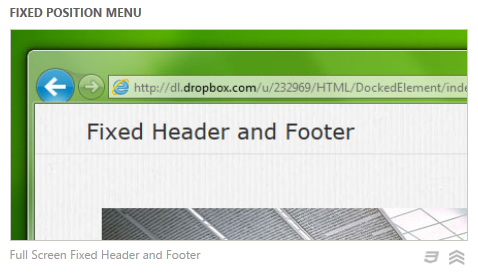 FIXED POSITION MENU
http://dl.dropbox.com/u/232969/HTML/DockedElement/inde
Fixed Header and Footer
Full Screen Fixed Header and Footer